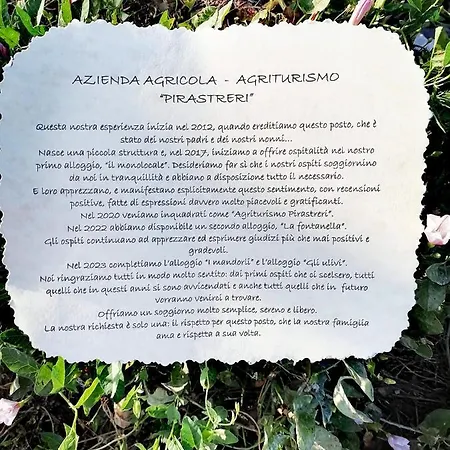 AZIENDA AGRICOLA - AGRITURISMO
"PIRASTRERI"
Questa nostra esperienza inizia nel 2012, quando ereditiamo questo posto, che è
stato dei nostri padri e dei nostri nonni...
Nasce una piccola struttura e, nel 2017, iniziamo a offrire ospitalità nel nostro
primo alloggio, "il monolocale". Desideriamo far sì che i nostri ospiti soggiornino
da noi in tranquillità e abbiano a disposizione tutto il necessario.
E loro apprezzano, e manifestano esplicitamente questo sentimento, con recensioni
positive, fatte di espressioni davvero molto piacevoli e gratificanti.
Nel 2020 veniamo inquadrati come "Agriturismo Pirastreri".
Nel 2022 abbiamo disponibile un secondo alloggio, "La fontanella".
Gli ospiti continuano ad apprezzare ed esprimere giudizi più che mai positivi e
gradevoli.
Nel 2023 completiamo l'alloggio "I mandorli" e l'alloggio "Gli ulivi".
Noi ringraziamo tutti in modo molto sentito: dai primi ospiti che ci scelsero, tutti
quelli che in questi anni si sono avvicendati e anche tutti quelli che in futuro
vorranno venirci a trovare.
Offriamo un soggiorno molto semplice, sereno e libero.
La nostra richiesta è solo una: il rispetto per questo posto, che la nostra famiglia
ama e rispetta a sua volta.